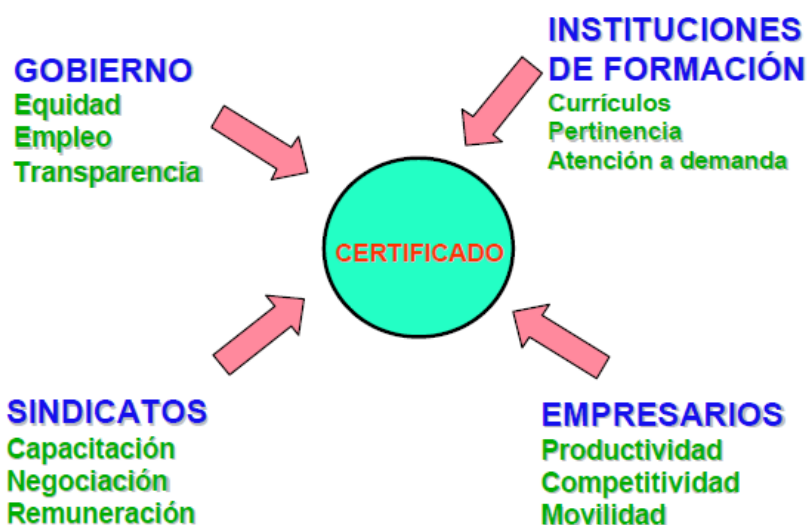 GOBIERNO
Equidad
Empleo
Transparencia
INSTITUCIONES
DE FORMACIÓN
Currículos
Pertinencia
Atención a demanda
CERTIFICADO
SINDICATOS
Capacitación
Negociación
Remuneración
EMPRESARIOS
Productividad
Competitividad
Movilidad